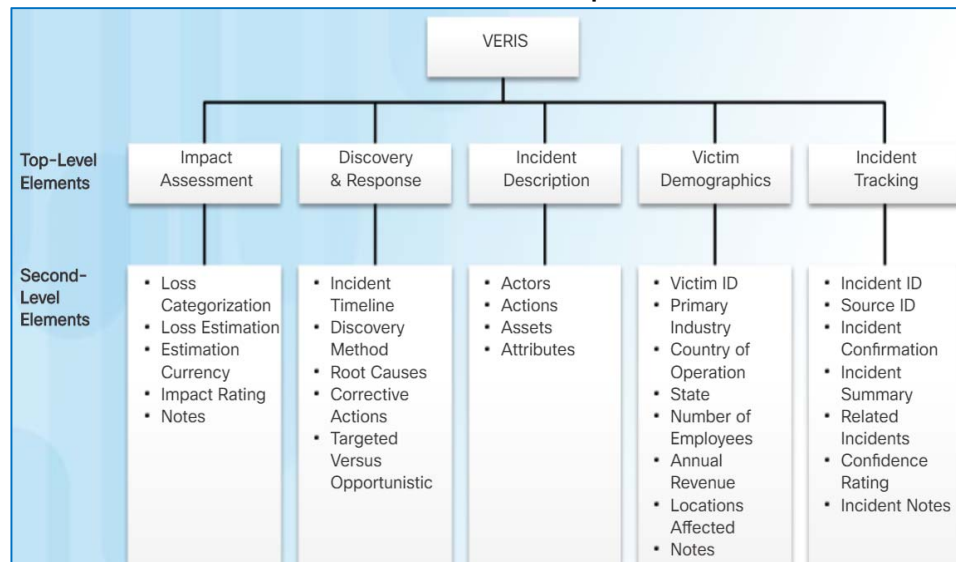 VERIS
Top-Level
Elements
Impact
Assessment
Discovery
& Response
Incident
Description
Victim
Demographics
Incident
Tracking
Second-
Level
Elements
▪ Loss
Categorization
▪ Loss Estimation
▪ Estimation
Currency
▪ Impact Rating
▪ Notes
▪ Incident
Timeline
▪ Discovery
Method
▪ Root Causes
▪ Corrective
Actions
▪ Targeted
Versus
Opportunistic
▪ Actors
▪ Actions
▪ Assets
▪ Attributes
▪ Victim ID
▪ Primary
Industry
▪ Country of
Operation
▪ State
▪ Number of
Employees
▪ Annual
Revenue
▪ Locations
Affected
▪ Notes
▪ Incident ID
▪ Source ID
▪ Incident
Confirmation
▪ Incident
Summary
▪ Related
Incidents
▪ Confidence
Rating
▪ Incident Notes